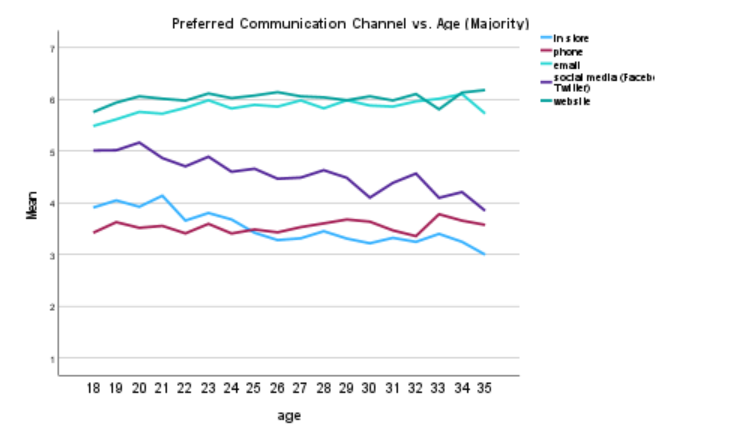 Preferred Communication Channel vs. Age (Majority)
in store
phone
email
social media (Faceb
Twitter)
website
7
6
5
4
3
2
1
Mean
18 19 20 21 22 23 24 25 26 27 28 29 30 31 32 33 34 35
age